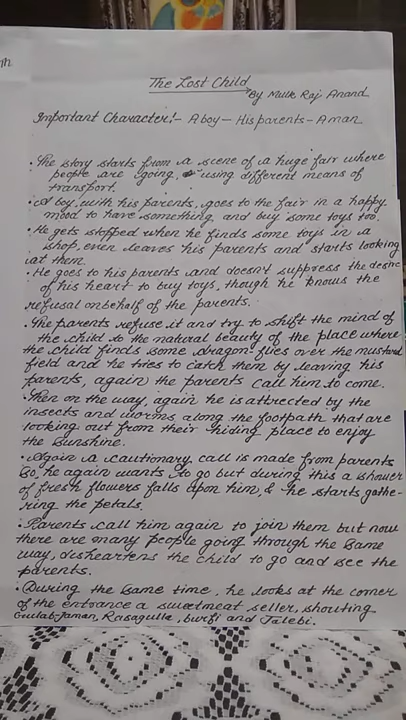 The Lost Child
By Mulk Raj Anand
Important Character:- A boy - His parents - A man
• The story starts from a scene of a huge fair where
people are going, using different means of
transport.
• A boy with his parents, goes to the fair in a happy
mood to have something, and buy some toys too.
• He gets stopped when he finds some toys in a
shop, even leaves his parents and starts looking
at them.
• He goes to his parents and doesn't suppress the desire
of his heart to buy toys, though he knows the
refusal onbehalf of the parents.
• The parents refuse it and try to shift the mind of
the child to the natural beauty of the place where
the child finds some dragon-flies over the mustard
field and he tries to catch them by leaving his
parents, again the parents call him to come.
• Then on the way, again he is attrected by the
insects and worms along the footpath that are
looking out from their hiding place to enjoy
the sunshine.
• Again a cautionary call is made from parents
so, he again wants to go but during this a shower
of fresh flowers falls upon him, & he starts gathe-
ring the petals.
• Parents call him again to join them but now
there are many people going through the same
way, disheartens the child to go and see the
parents.
• During the same time, he looks at the corner
of the entrance a sweetmeat seller, shouting
Gulab-Jaman, Rasagulle, burfi and Jalebi.